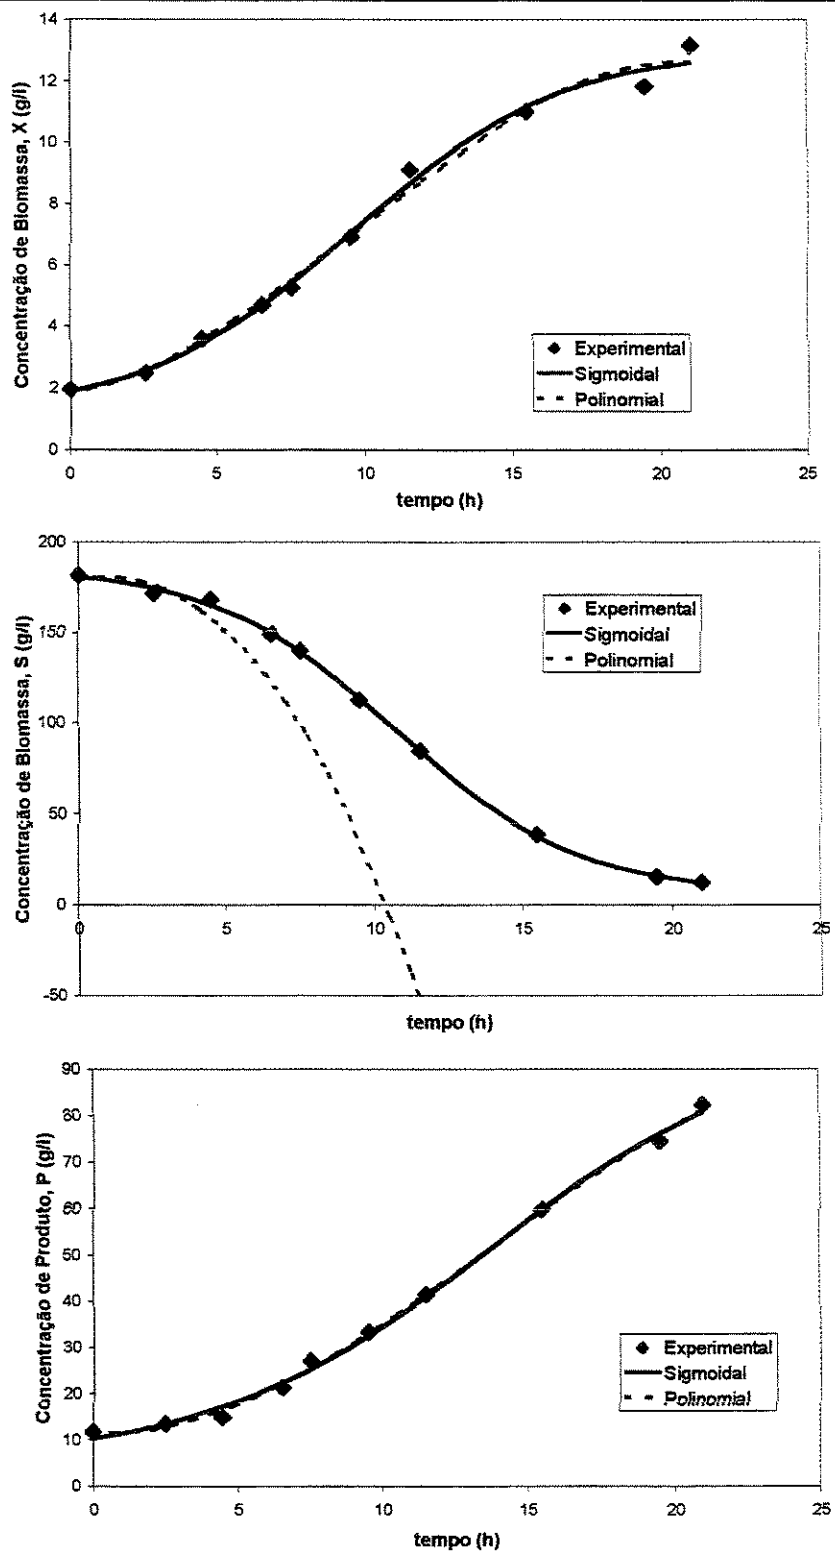 14
12
10
8
6
4
2
0
Concentração de Biomassa, X (g/l)
Experimental
Sigmoidal
Polinomial
0 5 10 15 20 25
tempo (h)
200
150
100
50
0
-50
Concentração de Biomassa, S (g/l)
Experimental
Sigmoidal
Polinomial
0 5 10 15 20 25
tempo (h)
90
80
70
60
50
40
30
20
10
0
Concentração de Produto, P (g/l)
Experimental
Sigmoidal
Polinomial
0 5 10 15 20 25
tempo (h)